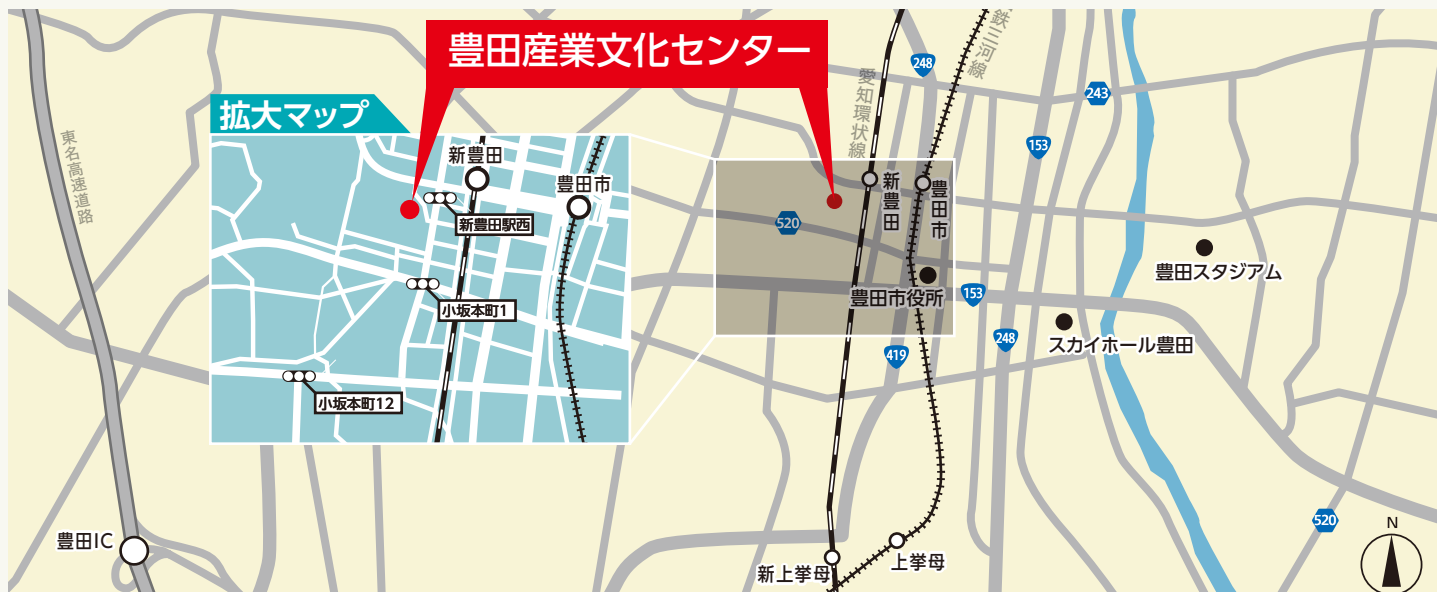 豊田産業文化センター
拡大マップ
新豊田
豊田市
新豊田駅西
小坂本町1
小坂本町12
東名高速道路
愛知環状線
鉄三河線
248
243
153
新豊田
豊田市
520
豊田スタジアム
豊田市役所
153
スカイホール豊田
248
419
520
豊田IC
新上挙母
上挙母
N